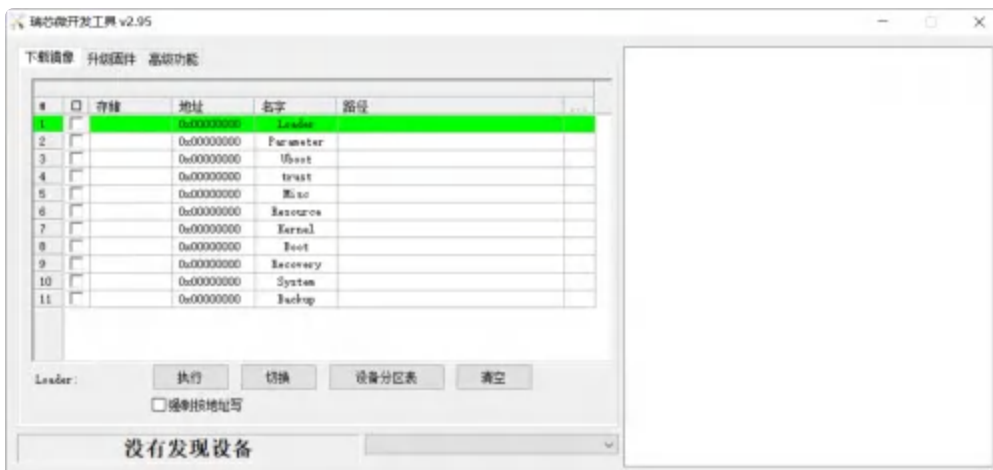 瑞芯微开发工具 v2.95
下载镜像 升级固件 高级功能
# 存储 地址 名字 路径 ...
1 0x00000000 Loader
2 0x00000000 Parameter
3 0x00000000 Uboot
4 0x00000000 trust
5 0x00000000 Misc
6 0x00000000 Resource
7 0x00000000 Kernel
8 0x00000000 Boot
9 0x00000000 Recovery
10 0x00000000 System
11 0x00000000 Backup
Loader: 执行 切换 设备分区表 清空
强制按地址写
没有发现设备